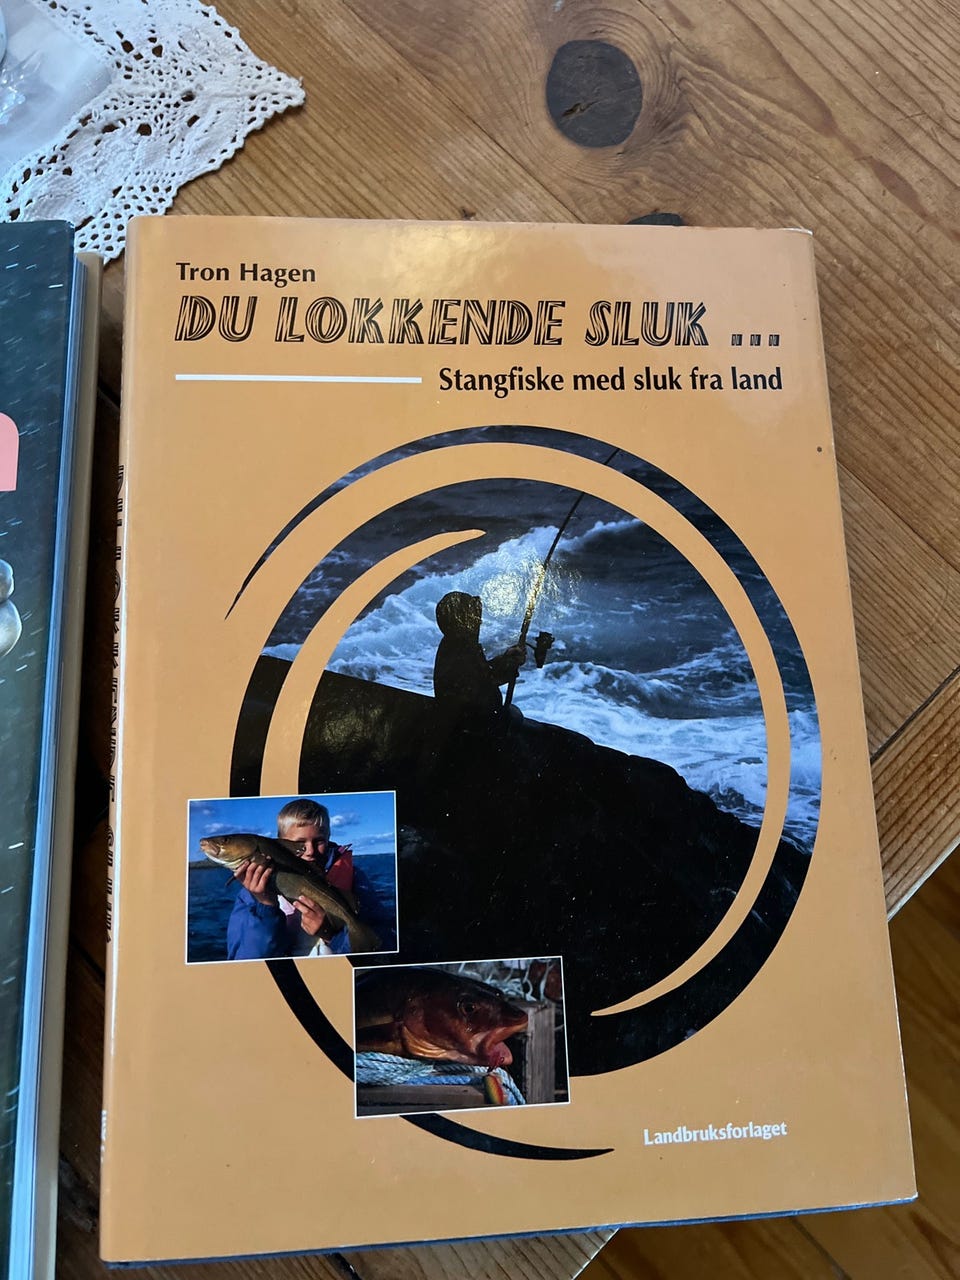 Tron Hagen
DU LOKKENDE SLUK ...
Stangfiske med sluk fra land
Landbruksforlaget